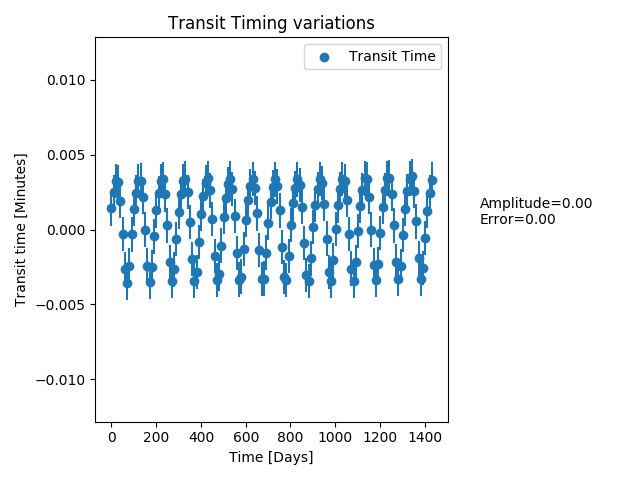 Transit Timing variations
Transit Time
0.010
0.005
0.000
−0.005
−0.010
Transit time [Minutes]
0 200 400 600 800 1000 1200 1400
Time [Days]
Amplitude=0.00
Error=0.00